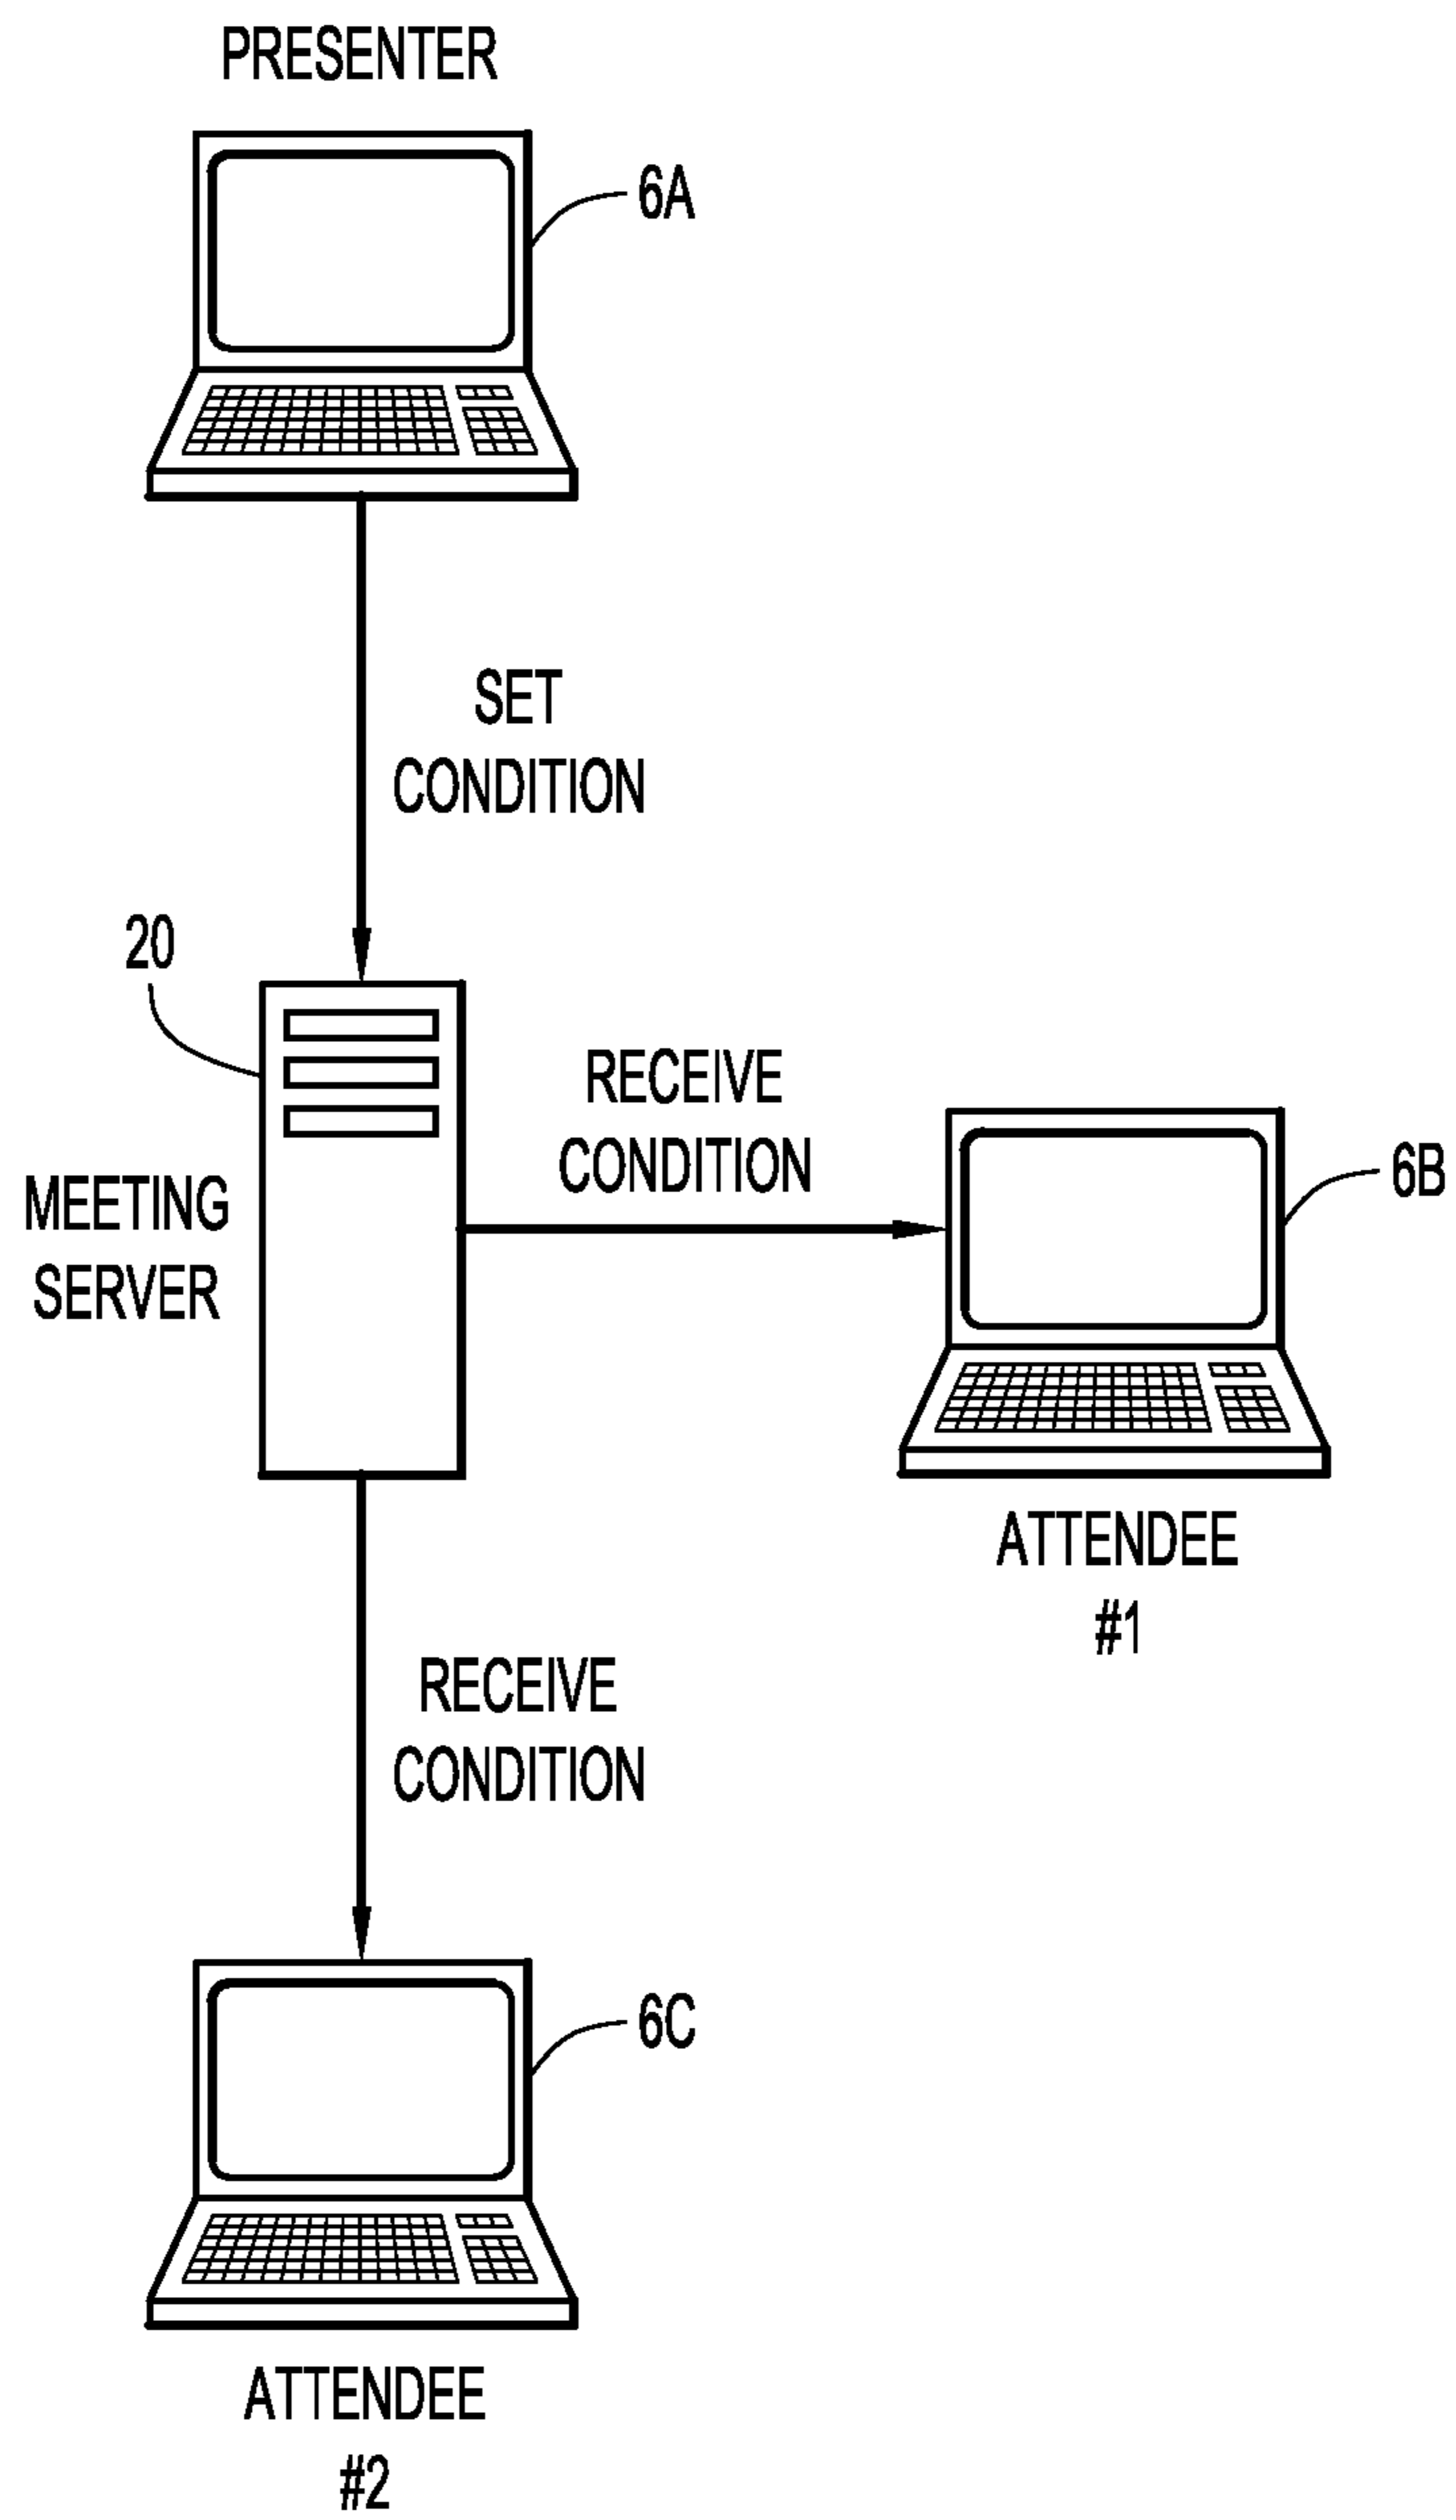 PRESENTER
6A
SET
CONDITION
20
MEETING
SERVER
RECEIVE
CONDITION
6B
ATTENDEE
#1
RECEIVE
CONDITION
6C
ATTENDEE
#2